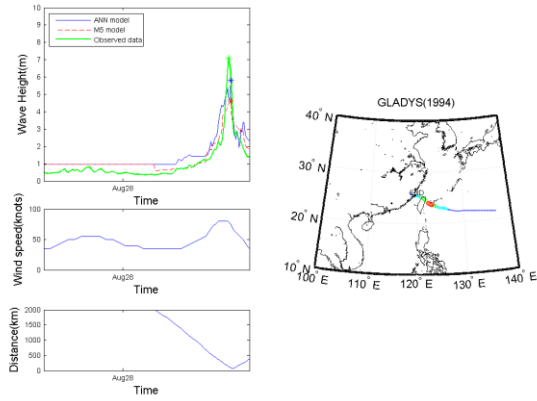 ANN model
M5 model
Observed data
Wave Height(m)
10
9
8
7
6
5
4
3
2
1
0
Aug28
Time
Wind speed(knots)
100
50
0
Aug28
Time
Distance(km)
2000
1500
1000
500
0
Aug28
Time
GLADYS(1994)
40° N
30° N
20° N
10° N
100° E
110° E
120° E
130° E
140° E